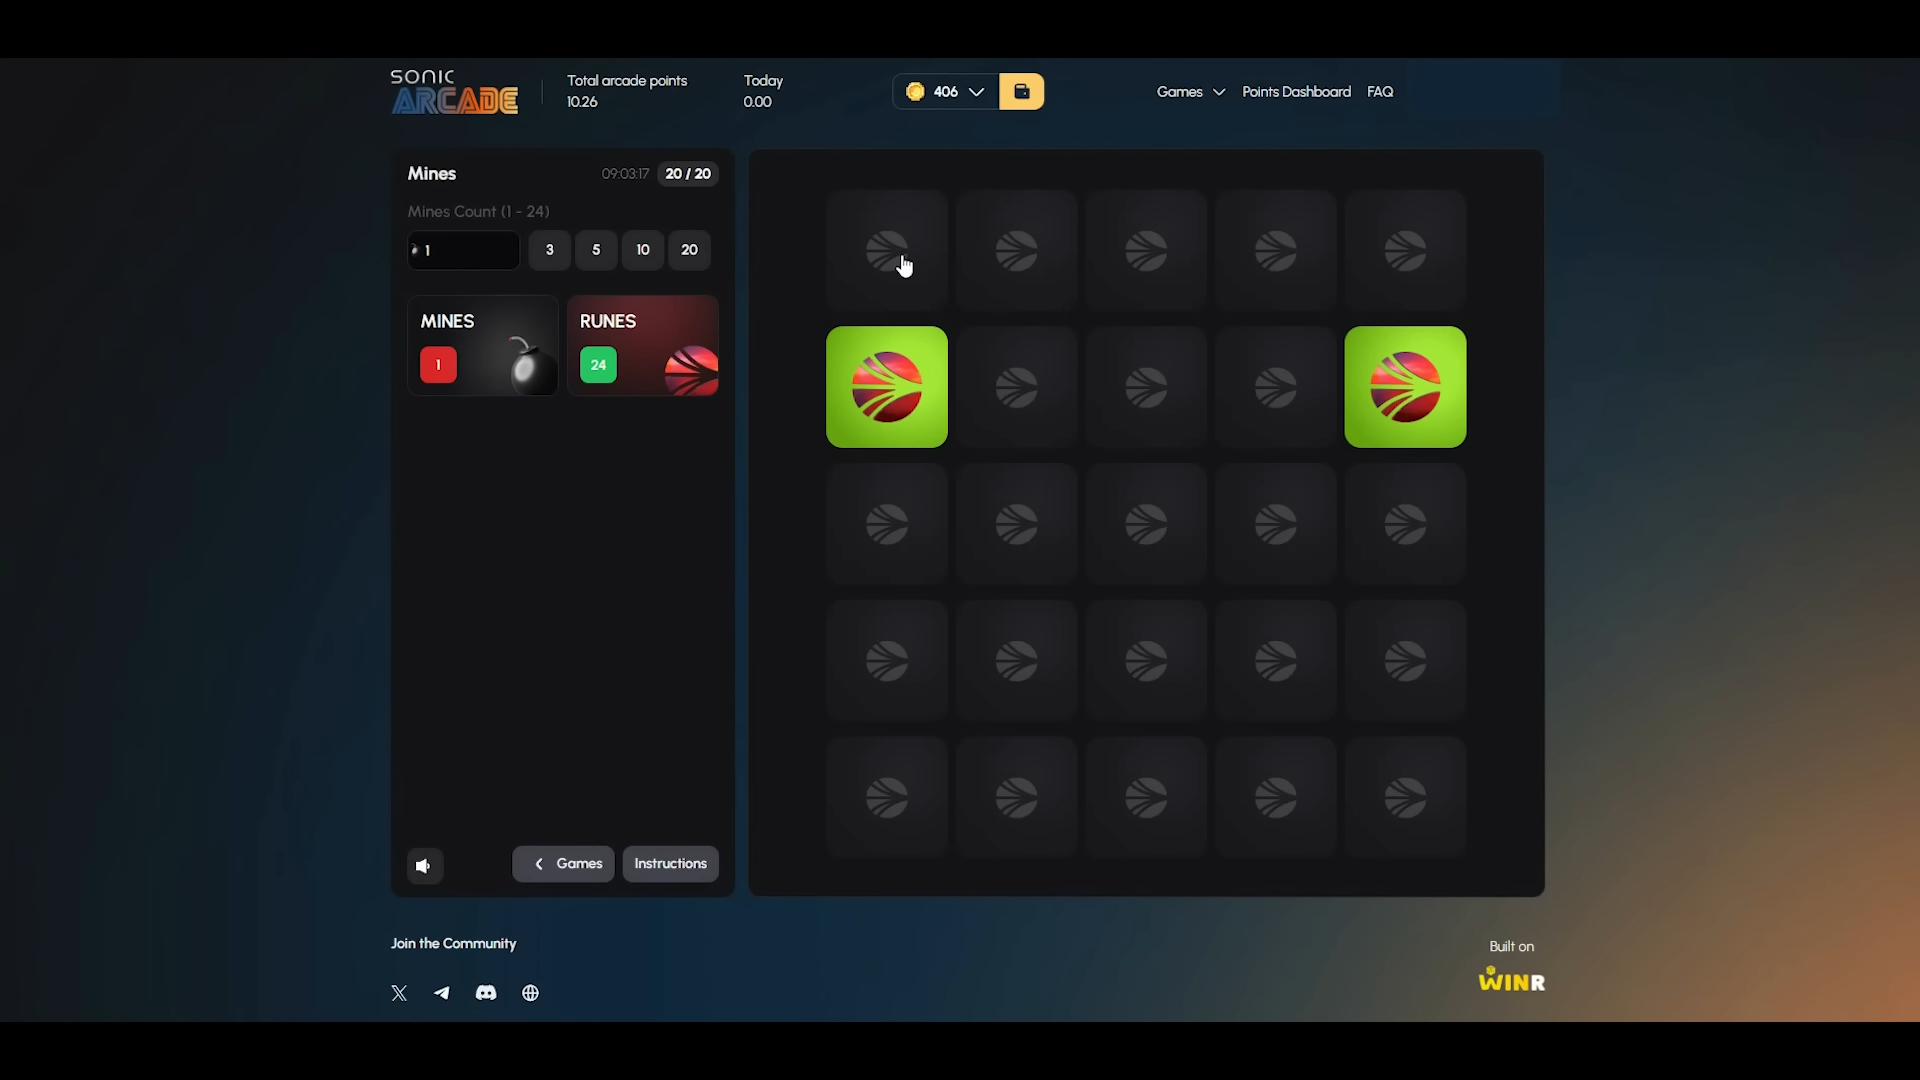 SONIC
ARCADE
Total arcade points
10.26
Today
0.00
406
Games
Points Dashboard
FAQ
Mines
09:03:17
20 / 20
Mines Count (1 - 24)
1
3
5
10
20
MINES
1
RUNES
24
Games
Instructions
Join the Community
Built on
WINR